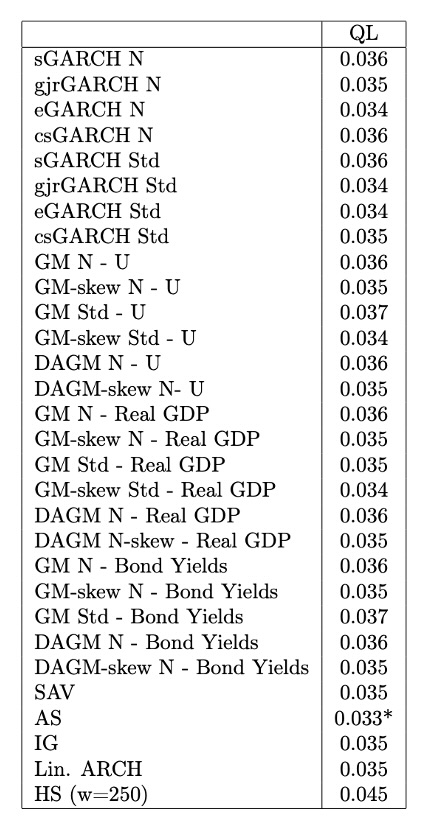 QL
sGARCH N 0.036
gjrGARCH N 0.035
eGARCH N 0.034
csGARCH N 0.036
sGARCH Std 0.036
gjrGARCH Std 0.034
eGARCH Std 0.034
csGARCH Std 0.035
GM N - U 0.036
GM-skew N - U 0.035
GM Std - U 0.037
GM-skew Std - U 0.034
DAGM N - U 0.036
DAGM-skew N- U 0.035
GM N - Real GDP 0.036
GM-skew N - Real GDP 0.035
GM Std - Real GDP 0.035
GM-skew Std - Real GDP 0.034
DAGM N - Real GDP 0.036
DAGM N-skew - Real GDP 0.035
GM N - Bond Yields 0.036
GM-skew N - Bond Yields 0.035
GM Std - Bond Yields 0.037
DAGM N - Bond Yields 0.036
DAGM-skew N - Bond Yields 0.035
SAV 0.035
AS 0.033*
IG 0.035
Lin. ARCH 0.035
HS (w=250) 0.045